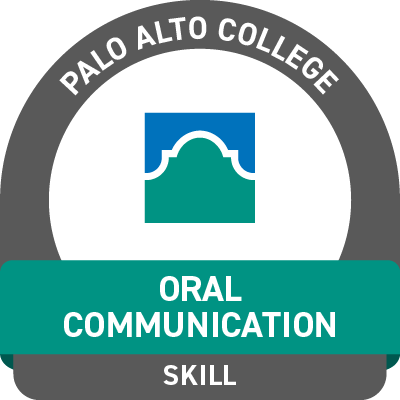 PALO ALTO COLLEGE
ORAL
COMMUNICATION
SKILL